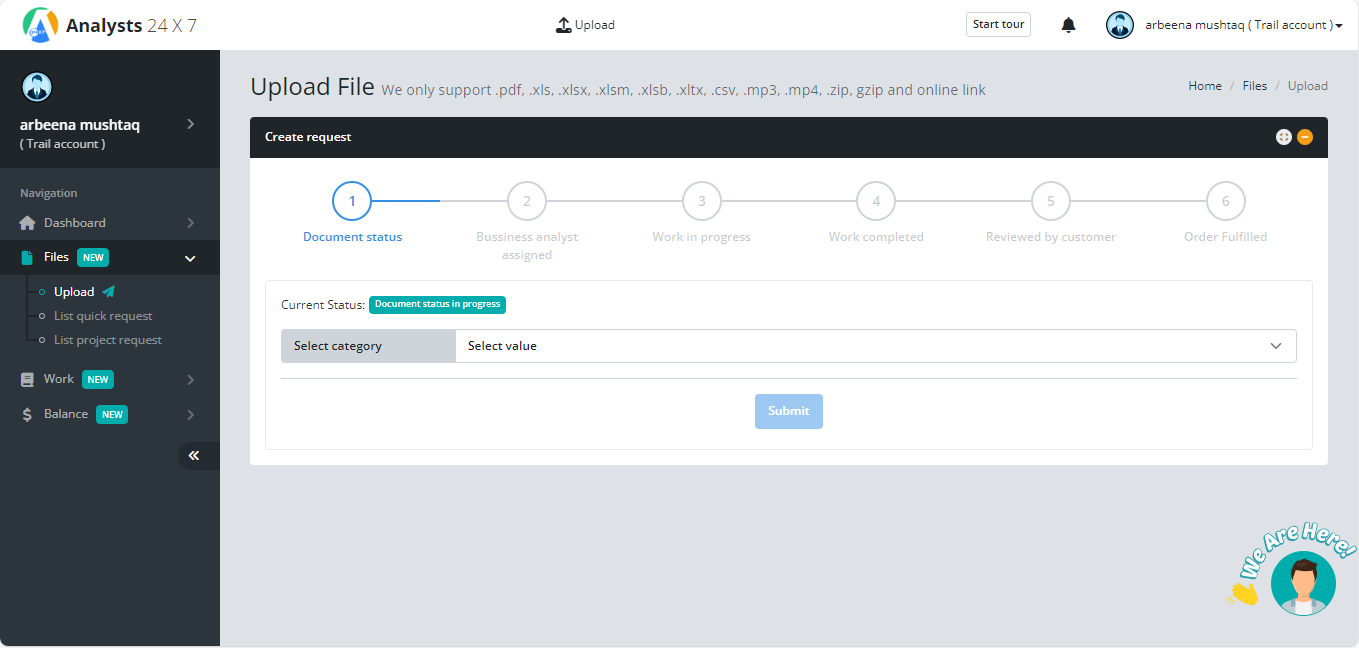 Analysts 24 X 7
Upload
Start tour
arbeena mushtaq ( Trail account )
arbeena mushtaq
( Trail account )
Navigation
Dashboard
Files NEW
Upload
List quick request
List project request
Work NEW
Balance NEW
Upload File We only support .pdf, .xls, .xlsx, .xlsm, .xlsb, .xltx, .csv, .mp3, .mp4, .zip, gzip and online link
Home / Files / Upload
Create request
1 2 3 4 5 6
Document status
Bussiness analyst
assigned
Work in progress
Work completed
Reviewed by customer
Order Fulfilled
Current Status: Document status in progress
Select category Select value
Submit
We Are Here!